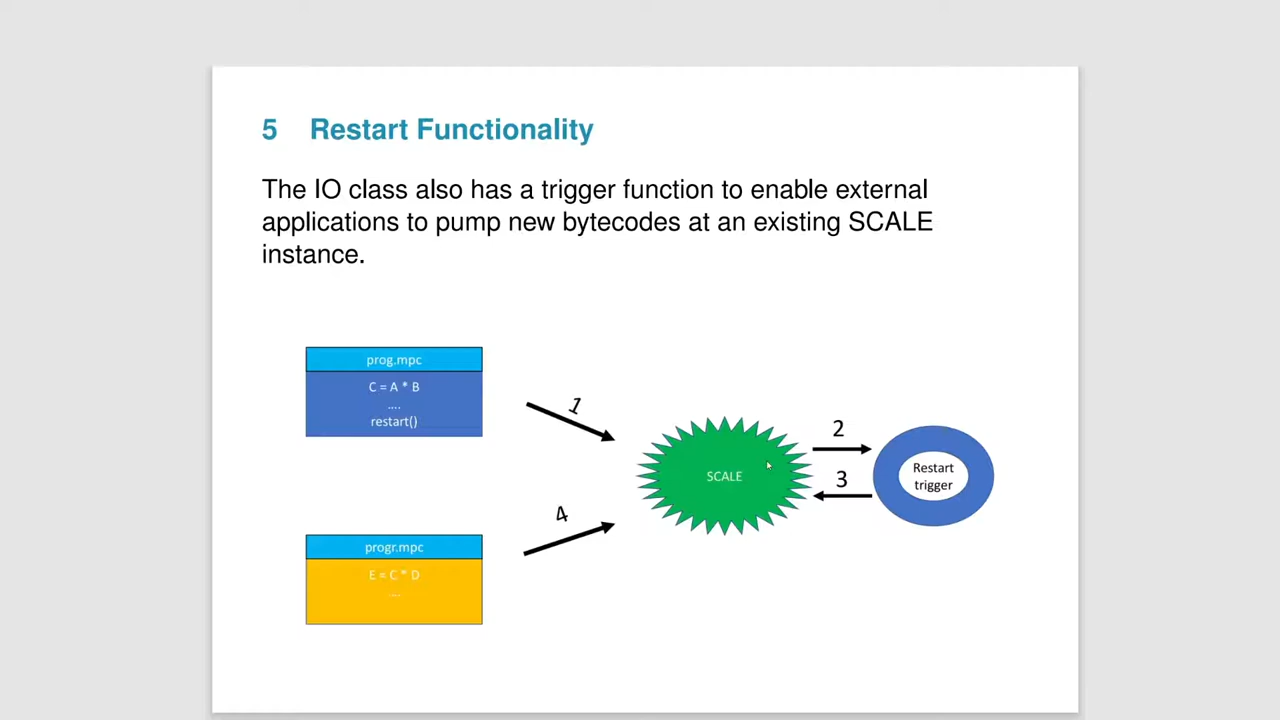 5 Restart Functionality
The IO class also has a trigger function to enable external
applications to pump new bytecodes at an existing SCALE
instance.
prog.mpc
C = A * B
....
restart()
1
SCALE
2
3
Restart
trigger
4
progr.mpc
E = C * D
....